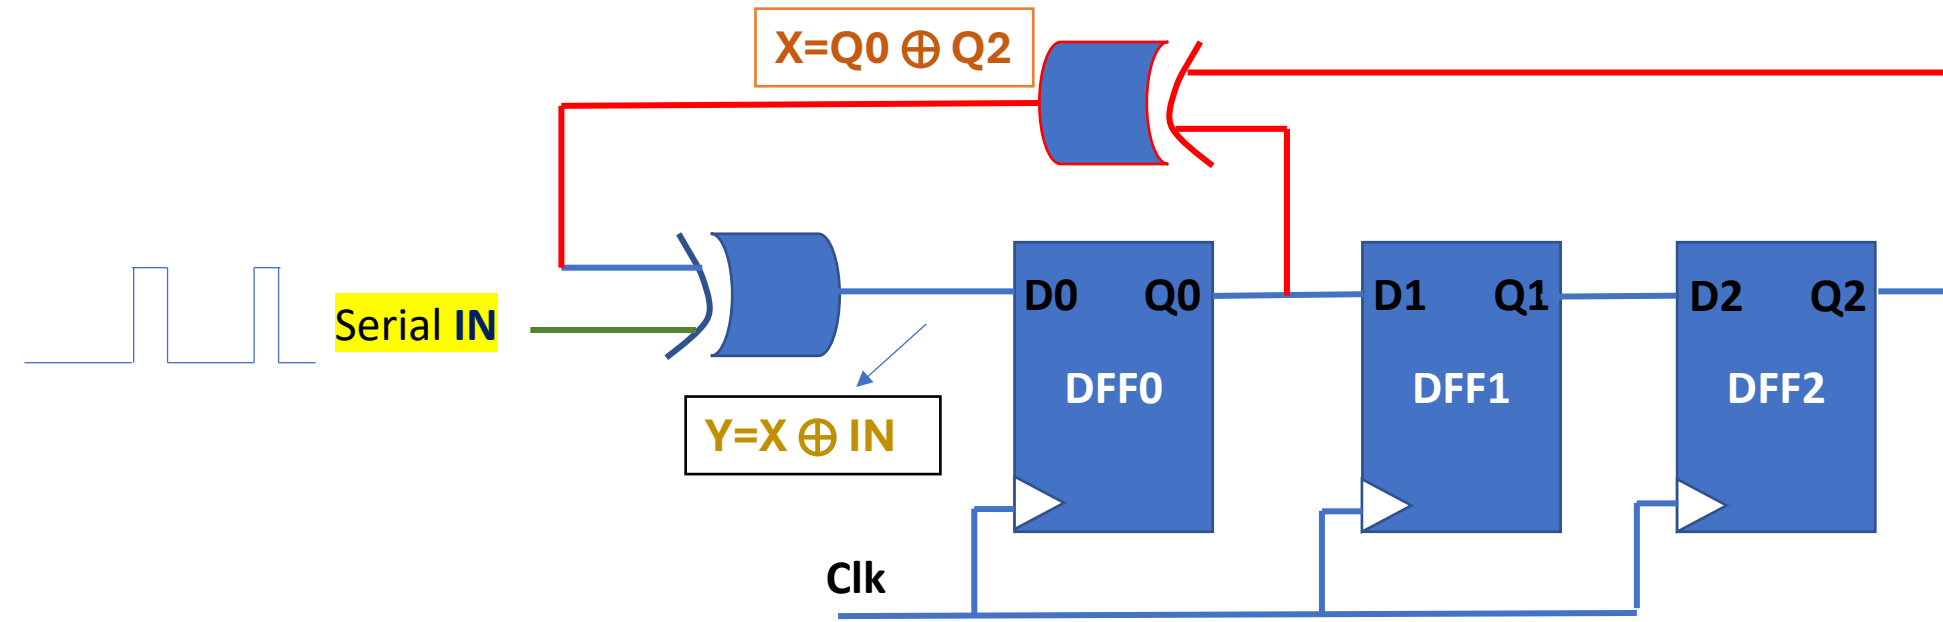 X=Q0 ⊕ Q2
Serial IN
D0 Q0
D1 Q1
D2 Q2
DFF0
DFF1
DFF2
Y=X ⊕ IN
Clk